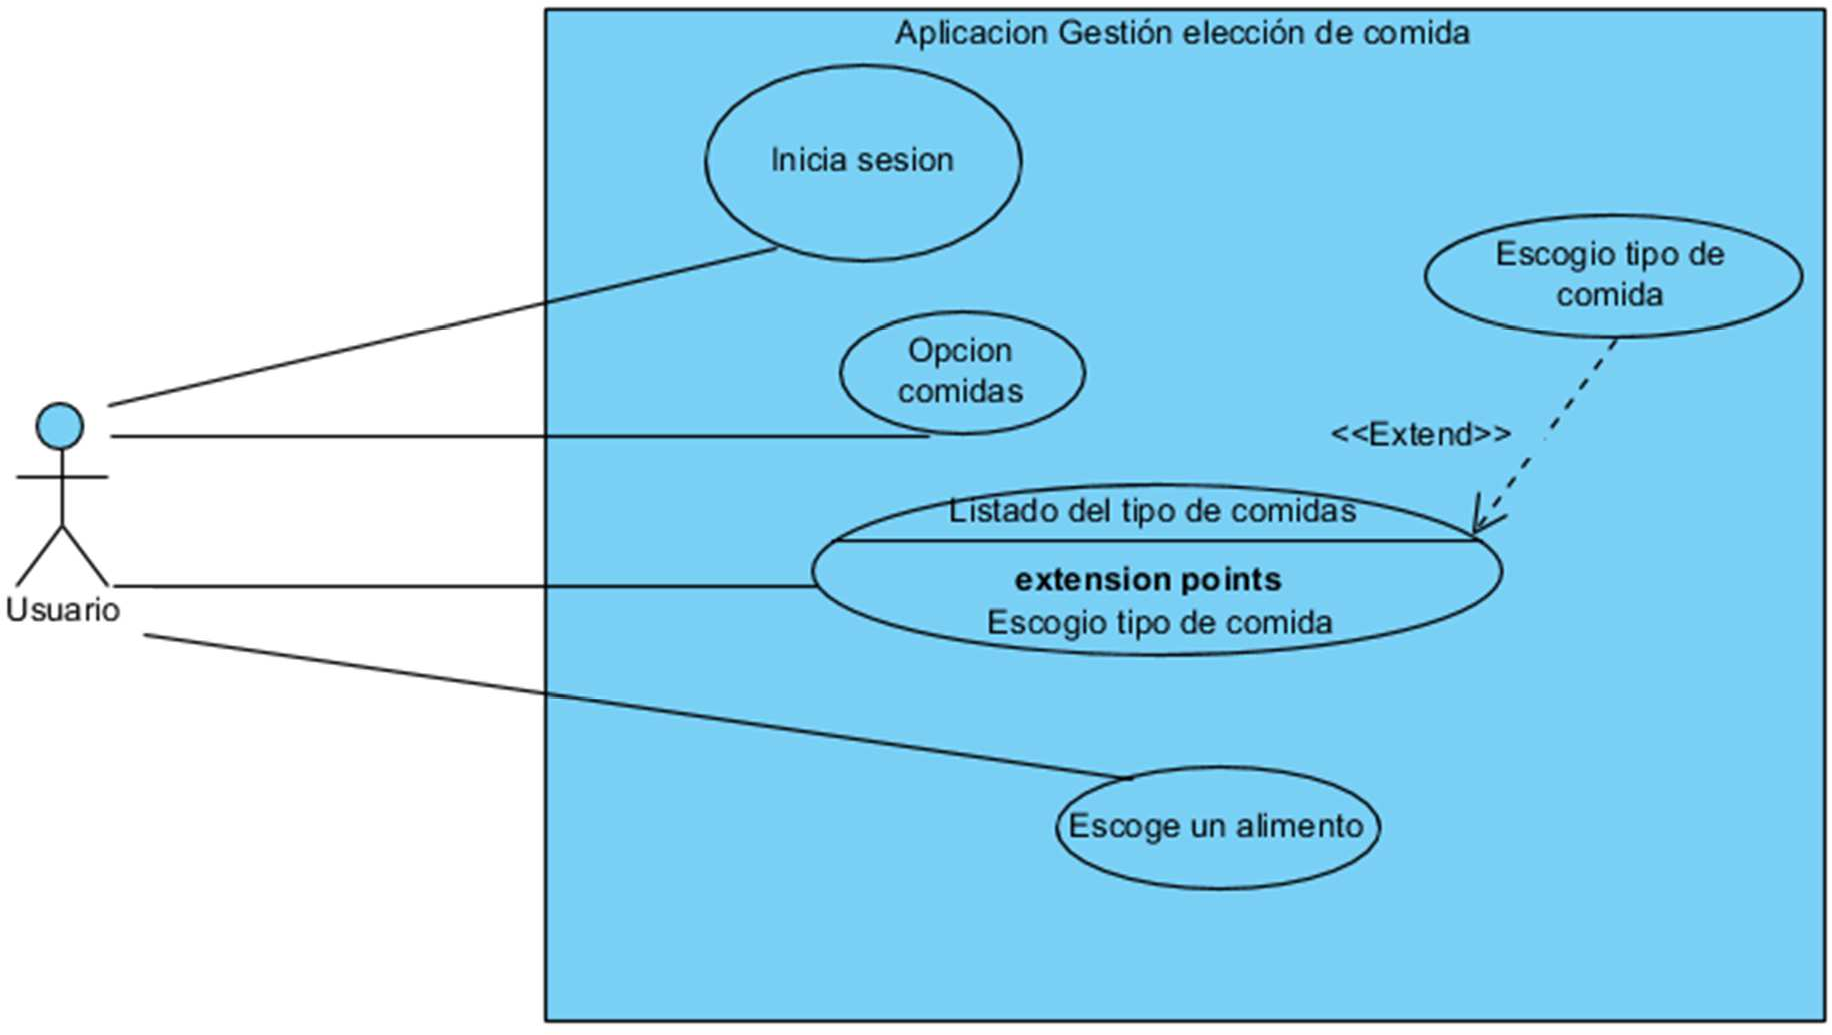 Aplicacion Gestión elección de comida
Inicia sesion
Escogio tipo de
comida
Opcion
comidas
<<Extend>>
Listado del tipo de comidas
extension points
Escogio tipo de comida
Usuario
Escoge un alimento